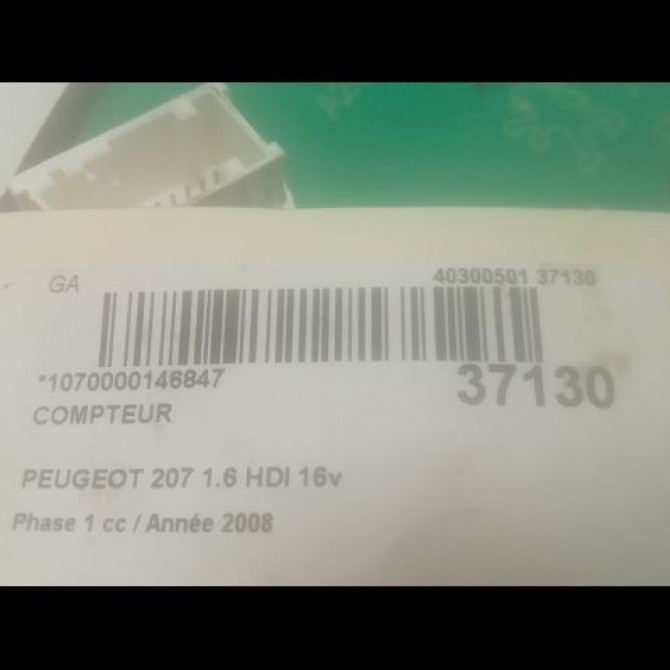 GA 40300501 37130
*1070000146847 37130
COMPTEUR
PEUGEOT 207 1.6 HDI 16v
Phase 1 cc / Année 2008